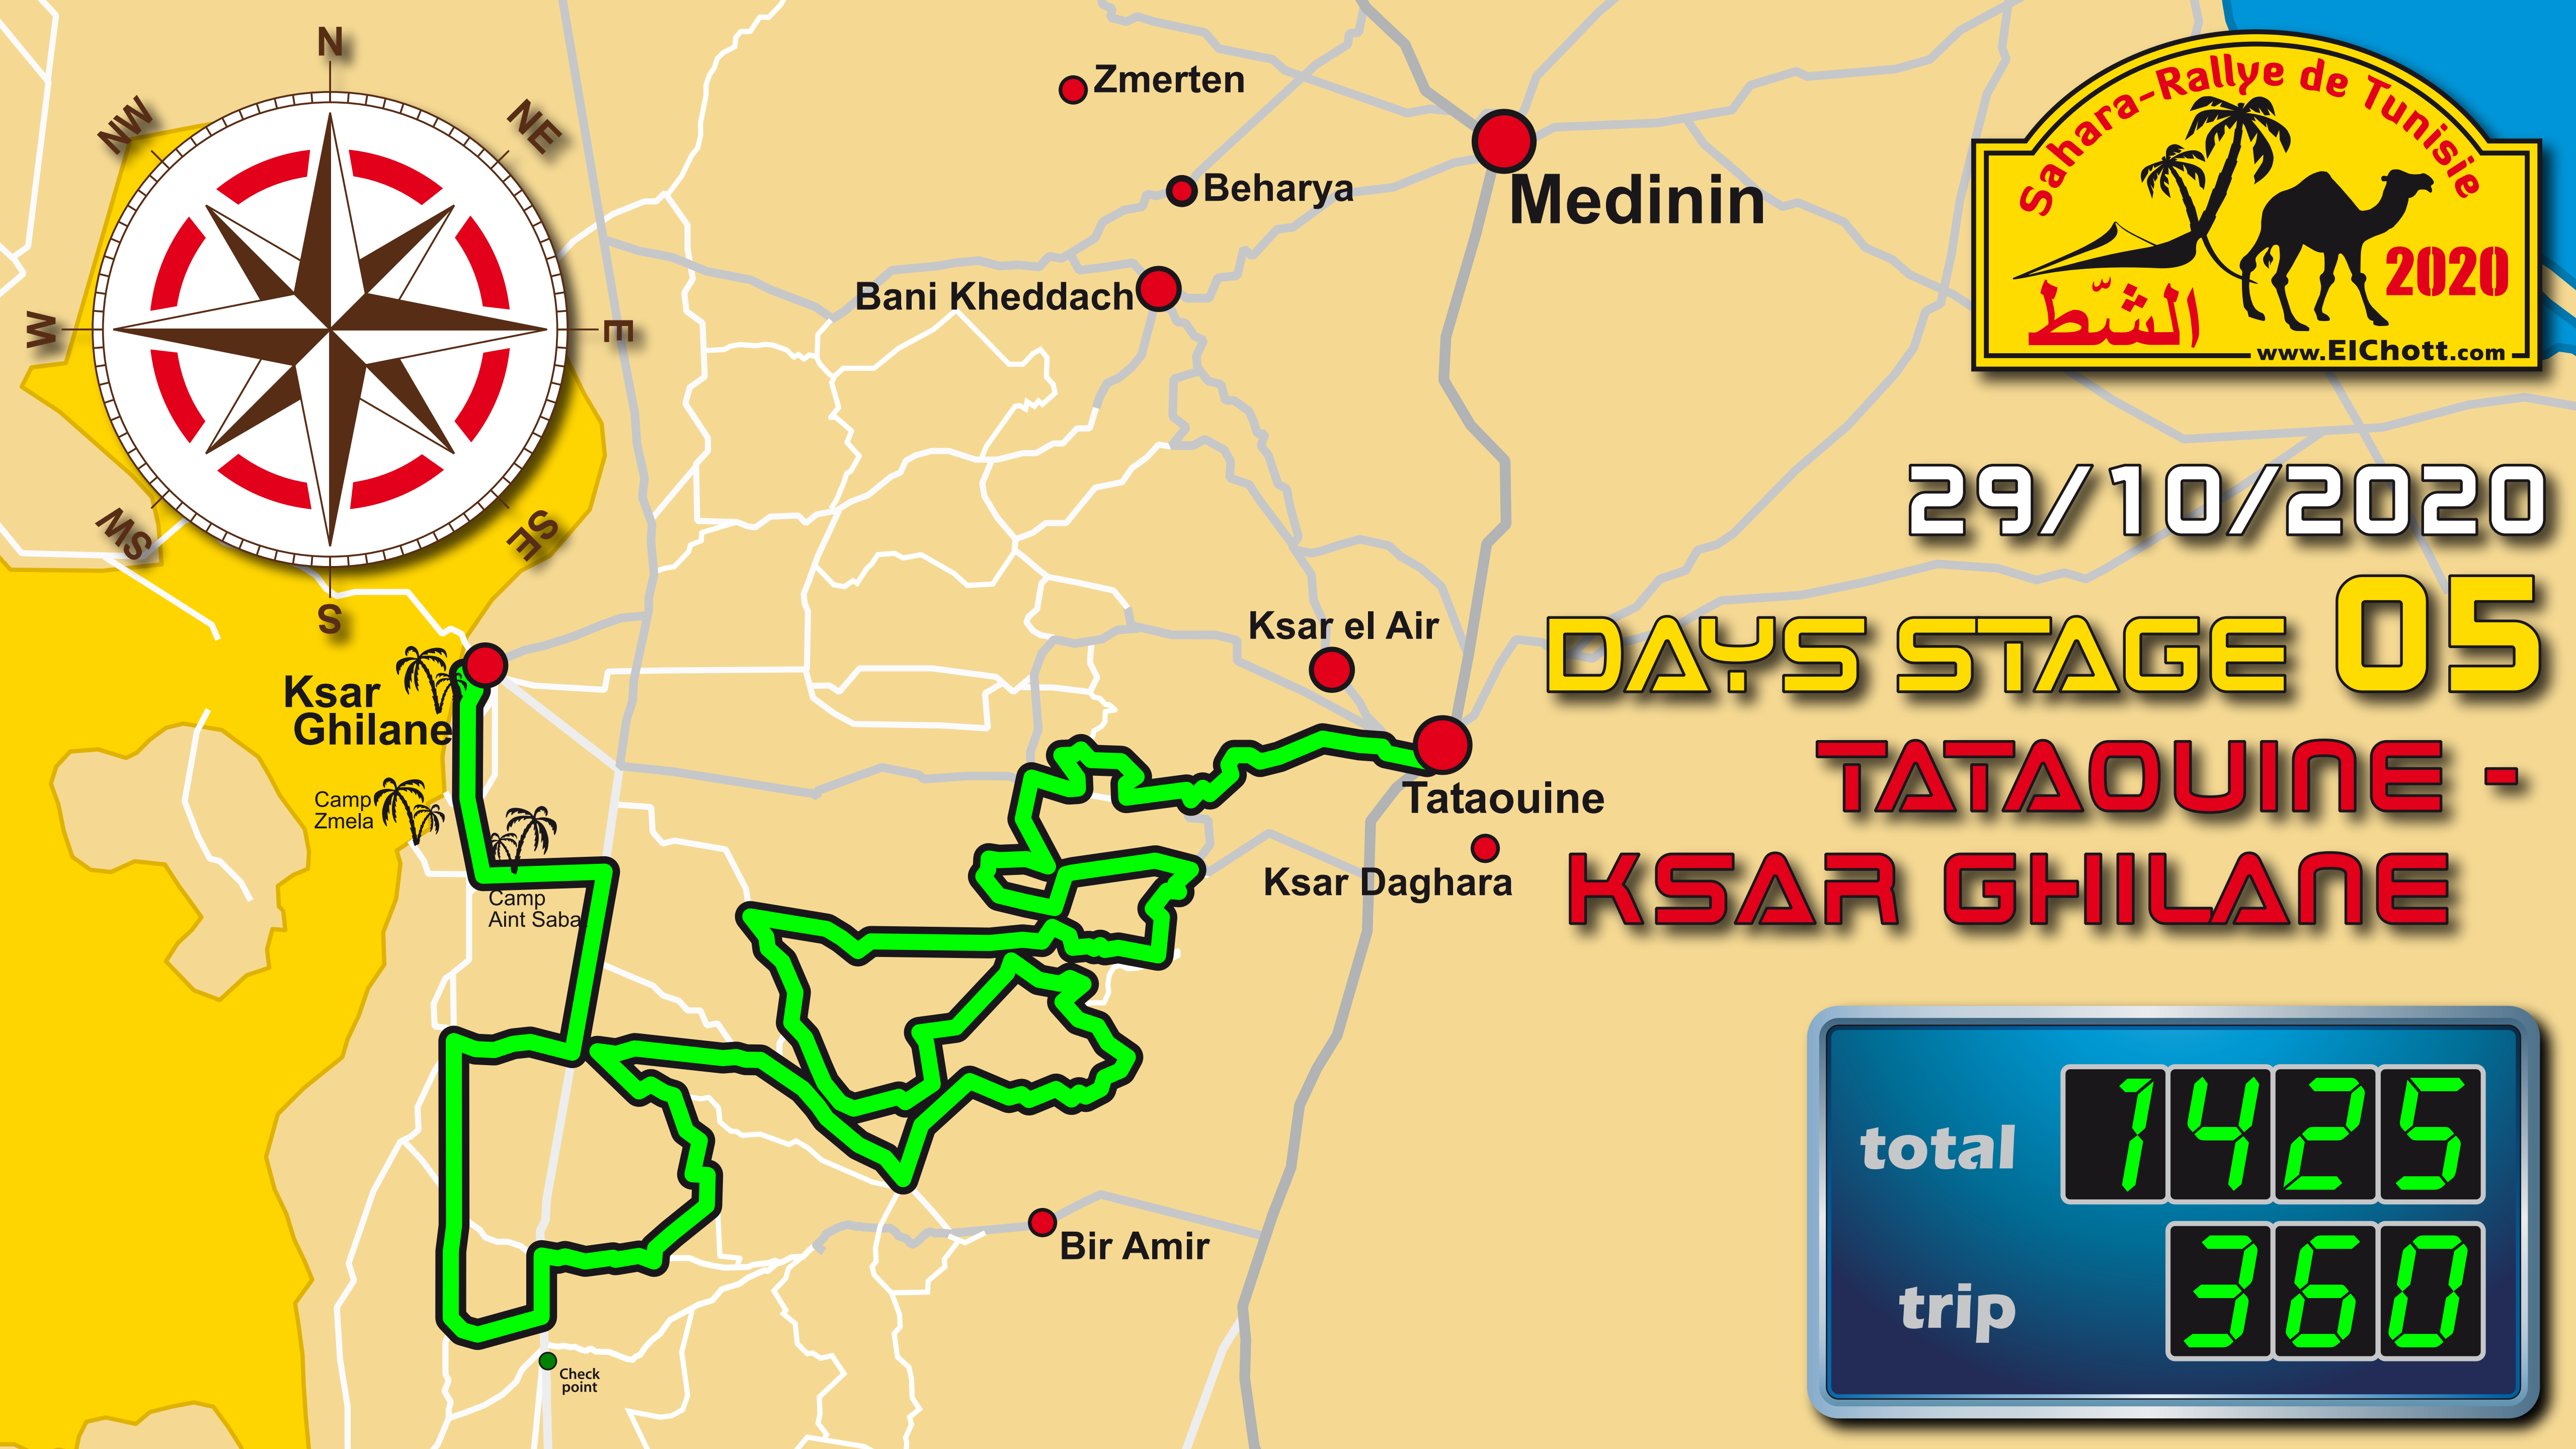 N
NE
E
SE
S
SW
W
NW
Zmerten
Beharya
Medinin
Bani Kheddach
Ksar el Air
Ksar
Ghilane
Camp
Zmela
Camp
Aint Saba
Tataouine
Ksar Daghara
Bir Amir
Check
point
Sahara-Rallye de Tunisie
2020
الشّط
www.ElChott.com
29/10/2020
DAYS STAGE 05
TATAOUINE -
KSAR GHILANE
total 1425
trip 360